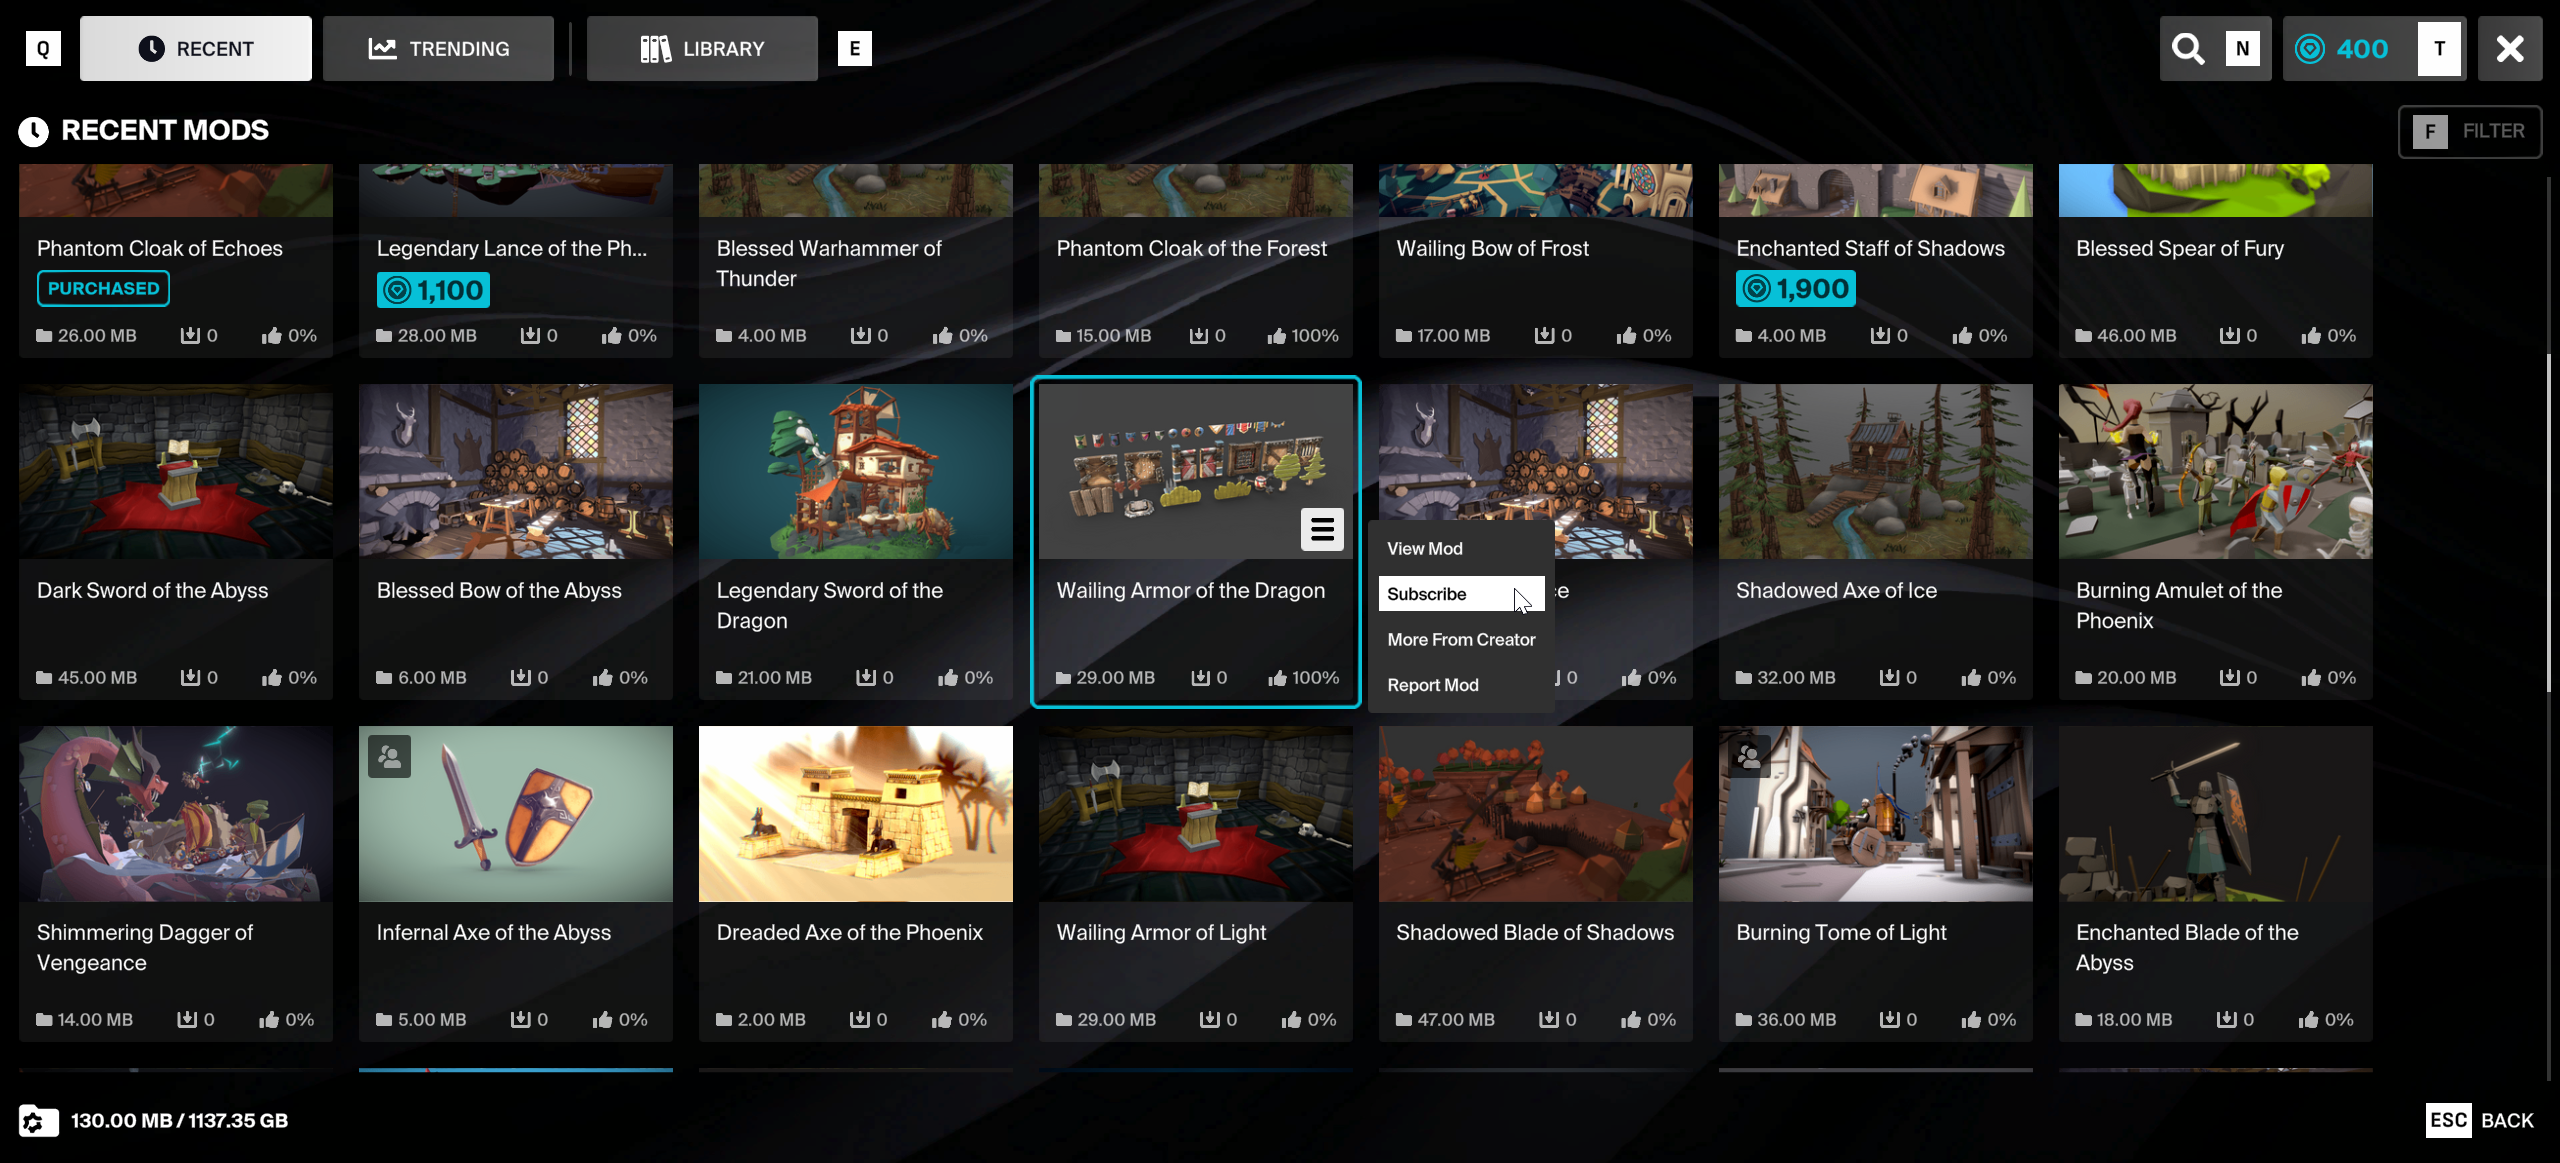 Q
RECENT
TRENDING
LIBRARY
E
N
400
T
RECENT MODS
F FILTER
Phantom Cloak of Echoes
PURCHASED
26.00 MB 0 0%
Legendary Lance of the Ph...
1,100
28.00 MB 0 0%
Blessed Warhammer of
Thunder
4.00 MB 0 0%
Phantom Cloak of the Forest
15.00 MB 0 100%
Wailing Bow of Frost
17.00 MB 0 0%
Enchanted Staff of Shadows
1,900
4.00 MB 0 0%
Blessed Spear of Fury
46.00 MB 0 0%
Dark Sword of the Abyss
45.00 MB 0 0%
Blessed Bow of the Abyss
6.00 MB 0 0%
Legendary Sword of the
Dragon
21.00 MB 0 0%
Wailing Armor of the Dragon
29.00 MB 0 100%
View Mod
Subscribe
More From Creator
Report Mod
0 0%
Shadowed Axe of Ice
32.00 MB 0 0%
Burning Amulet of the
Phoenix
20.00 MB 0 0%
Shimmering Dagger of
Vengeance
14.00 MB 0 0%
Infernal Axe of the Abyss
5.00 MB 0 0%
Dreaded Axe of the Phoenix
2.00 MB 0 0%
Wailing Armor of Light
29.00 MB 0 0%
Shadowed Blade of Shadows
47.00 MB 0 0%
Burning Tome of Light
36.00 MB 0 0%
Enchanted Blade of the
Abyss
18.00 MB 0 0%
130.00 MB / 1137.35 GB
ESC BACK